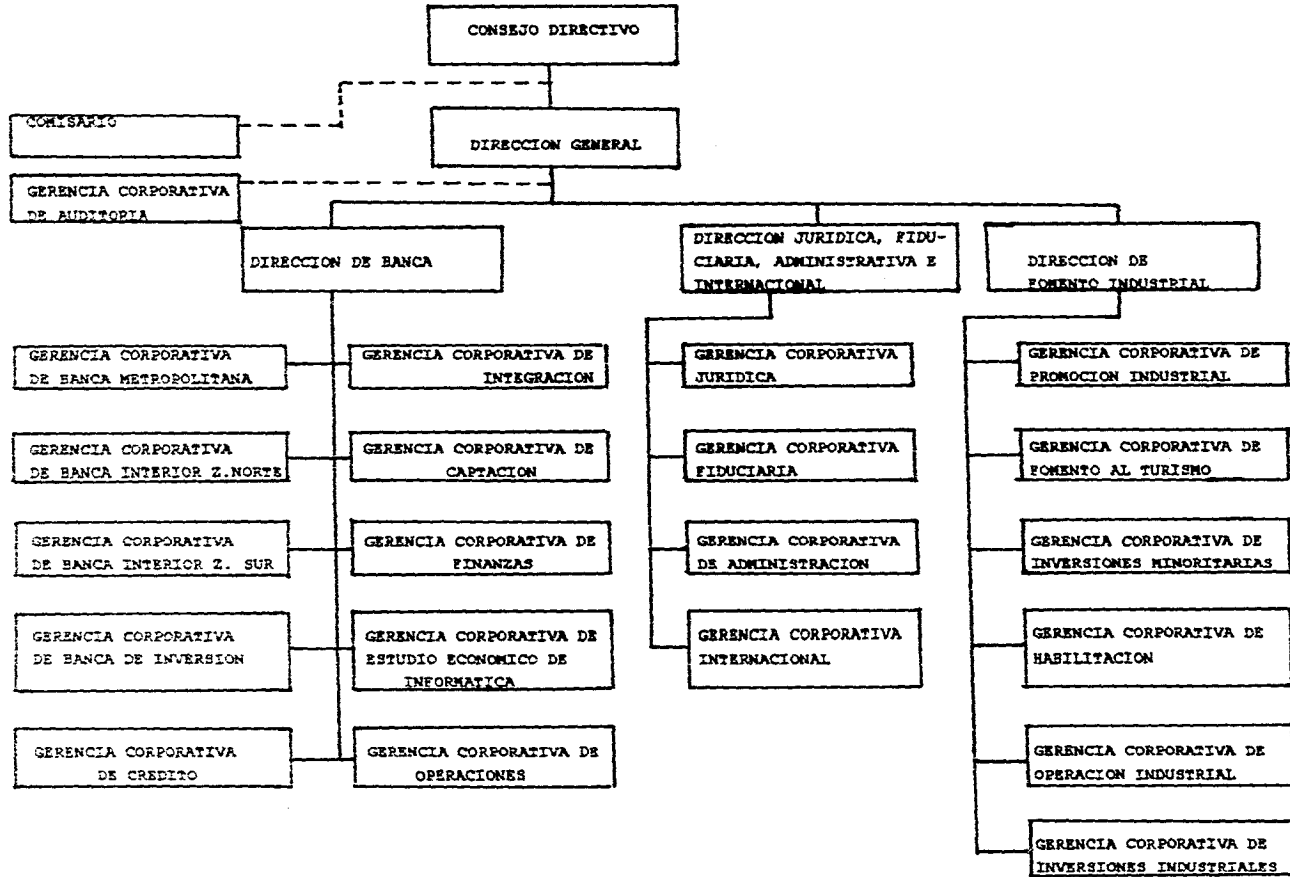 CONSEJO DIRECTIVO
COMISARIO
DIRECCION GENERAL
GERENCIA CORPORATIVA
DE AUDITOPIA
DIRECCION DE BANCA
DIRECCION JURIDICA, FIDU-
CIARIA, ADMINISTRATIVA E
INTERNACIONAL
DIRECCION DE
FOMENTO INDUSTRIAL
GERENCIA CORPORATIVA
DE BANCA METROPOLITANA
GERENCIA CORPORATIVA DE
INTEGRACION
GERENCIA CORPORATIVA
JURIDICA
GERENCIA CORPORATIVA DE
PROMOCION INDUSTRIAL
GERENCIA CORPORATIVA
DE BANCA INTERIOR Z.NORTE
GERENCIA CORPORATIVA DE
CAPTACION
GERENCIA CORPORATIVA
FIDUCIARIA
GERENCIA CORPORATIVA DE
FOMENTO AL TURISMO
GERENCIA CORPORATIVA
DE BANCA INTERIOR Z. SUR
GERENCIA CORPORATIVA DE
FINANZAS
GERENCIA CORPORATIVA
DE ADMINISTRACION
GERENCIA CORPORATIVA DE
INVERSIONES MINORITARIAS
GERENCIA CORPORATIVA
DE BANCA DE INVERSION
GERENCIA CORPORATIVA DE
ESTUDIO ECONOMICO DE
INFORMATICA
GERENCIA CORPORATIVA
INTERNACIONAL
GERENCIA CORPORATIVA DE
HABILITACION
GERENCIA CORPORATIVA
DE CREDITO
GERENCIA CORPORATIVA DE
OPERACIONES
GERENCIA CORPORATIVA DE
OPERACION INDUSTRIAL
GERENCIA CORPORATIVA DE
INVERSIONES INDUSTRIALES